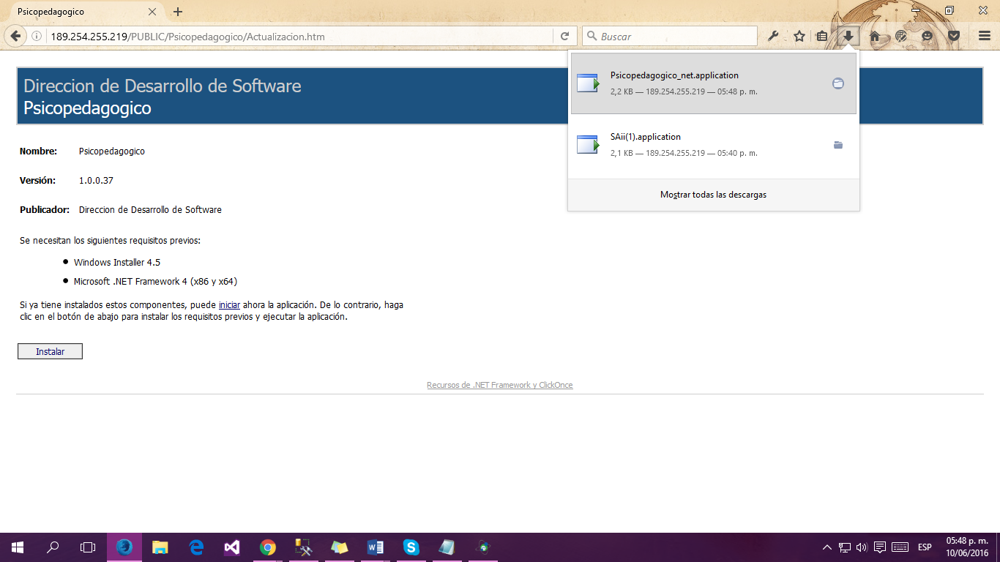 Psicopedagogico
189.254.255.219/PUBLIC/Psicopedagogico/Actualizacion.htm
Buscar
Direccion de Desarrollo de Software
Psicopedagogico
Psicopedagogico_net.application
2,2 KB — 189.254.255.219 — 05:48 p. m.
SAii(1).application
2,1 KB — 189.254.255.219 — 05:40 p. m.
Mostrar todas las descargas
Nombre: Psicopedagogico
Versión: 1.0.0.37
Publicador: Direccion de Desarrollo de Software
Se necesitan los siguientes requisitos previos:
Windows Installer 4.5
Microsoft .NET Framework 4 (x86 y x64)
Si ya tiene instalados estos componentes, puede iniciar ahora la aplicación. De lo contrario, haga
clic en el botón de abajo para instalar los requisitos previos y ejecutar la aplicación.
Instalar
Recursos de .NET Framework y ClickOnce
ESP
05:48 p. m.
10/06/2016